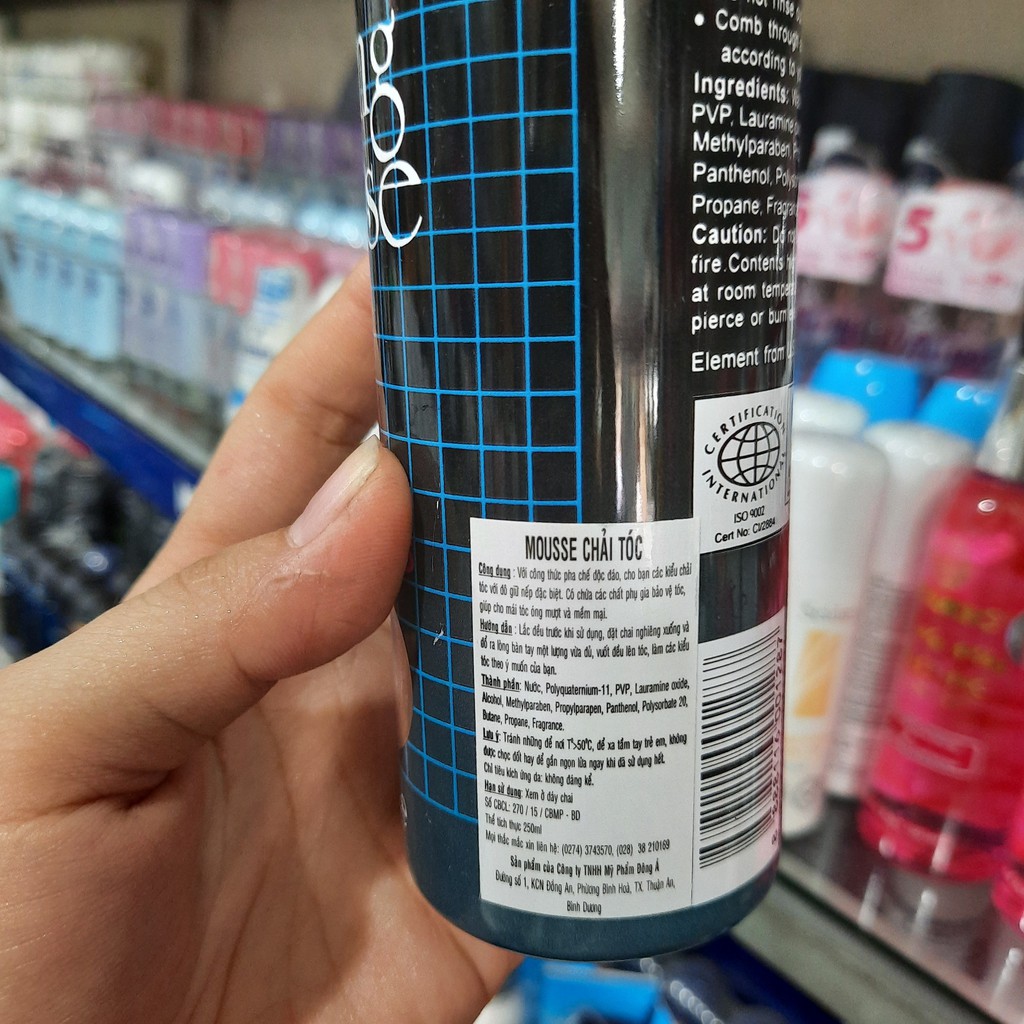 Comb through
according to
Ingredients:
PVP, Lauramine
Methylparaben,
Panthenol,
Propane,
Caution:
fire.Contents
at room
pierce or burn
Element from
CERTIFICATION
INTERNATIONAL
ISO 9002
Cert No: CI/2884
MOUSSE CHẢI TÓC
Công dụng : Với công thức pha chế độc đáo, cho bạn các kiểu chải
tóc với độ giữ nếp đặc biệt. Có chứa các chất phụ gia bảo vệ tóc,
giúp cho mái tóc óng mượt và mềm mại.
Hướng dẫn : Lắc đều trước khi sử dụng, đặt chai nghiêng xuống và
đổ ra lòng bàn tay một lượng vừa đủ, vuốt đều lên tóc, làm các kiểu
tóc theo ý muốn của bạn.
Thành phần: Nước, Polyquaternium-11, PVP, Lauramine oxide,
Alcohol, Methylparaben, Propylparapen, Panthenol, Polysorbate 20,
Butane, Propane, Fragrance.
Lưu ý: Tránh những để nơi T°>50°C, để xa tầm tay trẻ em, không
được chọc đốt hay để gần ngọn lửa ngay khi đã sử dụng hết.
Chỉ tiêu kích ứng da: không đáng kể.
Hạn sử dụng: Xem ở đáy chai
Số CBCL: 270 / 15 / CBMP - BD
Thể tích thực 250ml
Mọi thắc mắc xin liên hệ: (0274) 3743570, (028) 38 210169
Sản phẩm của Công ty TNHH Mỹ Phẩm Đông Á
Đường số 1, KCN Đồng An, Phường Bình Hoà, TX. Thuận An,
Bình Dương
5